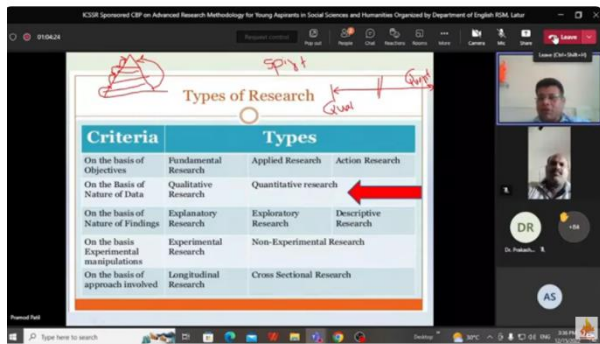 ICSSR Sponsored CBP on Advanced Research Methodology for Young Aspirants in Social Sciences and Humanities Organized by Department of English RSM, Latur
01:04:24
Request control
Pop out
People
Chat
Reactions
Rooms
More
Camera
Mic
Share
Leave
Leave (Ctrl+Shift+H)
Types of Research
Qual
Criteria Types
On the basis of Objectives
Fundamental Research
Applied Research
Action Research
On the Basis of Nature of Data
Qualitative Research
Quantitative research
On the basis of Nature of Findings
Explanatory Research
Exploratory Research
Descriptive Research
On the basis Experimental manipulations
Experimental Research
Non-Experimental Research
On the basis of approach involved
Longitudinal Research
Cross Sectional Research
DR
Dr. Prakash...
+56
AS
Pramod Patil
Type here to search
Desktop
30°C
ENG
3:36 PM